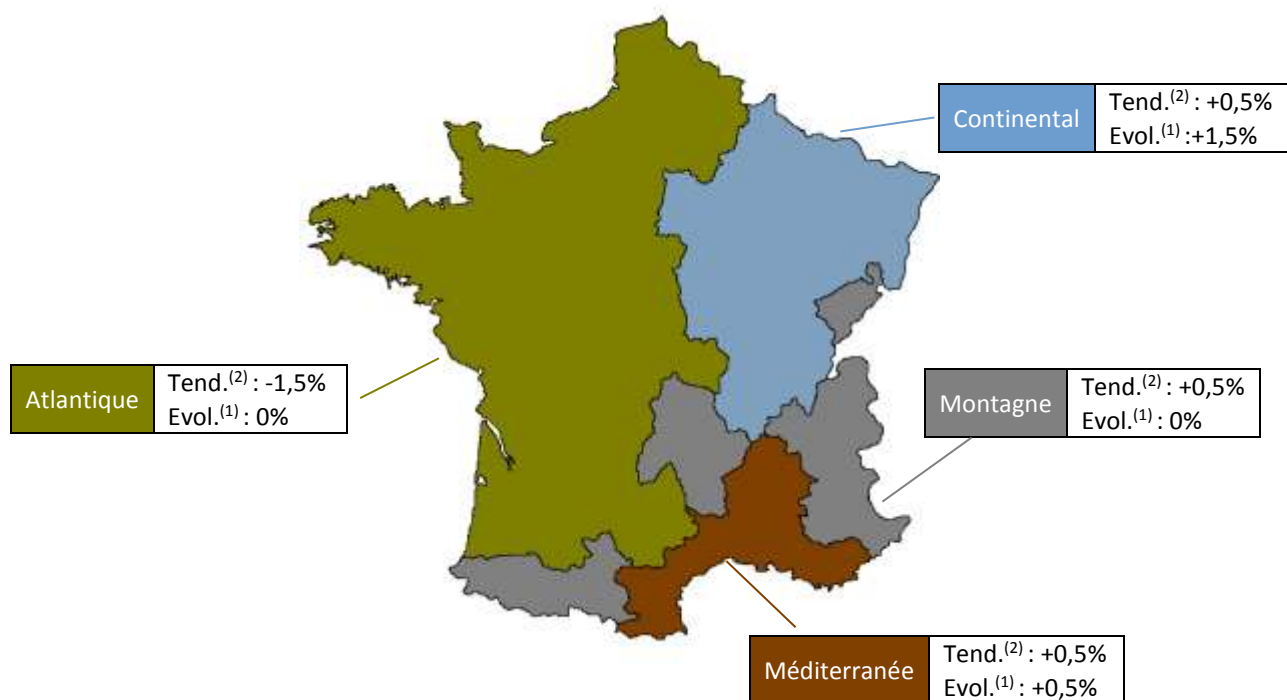 Continental
Tend.(2) : +0,5%
Evol.(1) :+1,5%
Atlantique
Tend.(2) : -1,5%
Evol.(1) : 0%
Montagne
Tend.(2) : +0,5%
Evol.(1) : 0%
Méditerranée
Tend.(2) : +0,5%
Evol.(1) : +0,5%